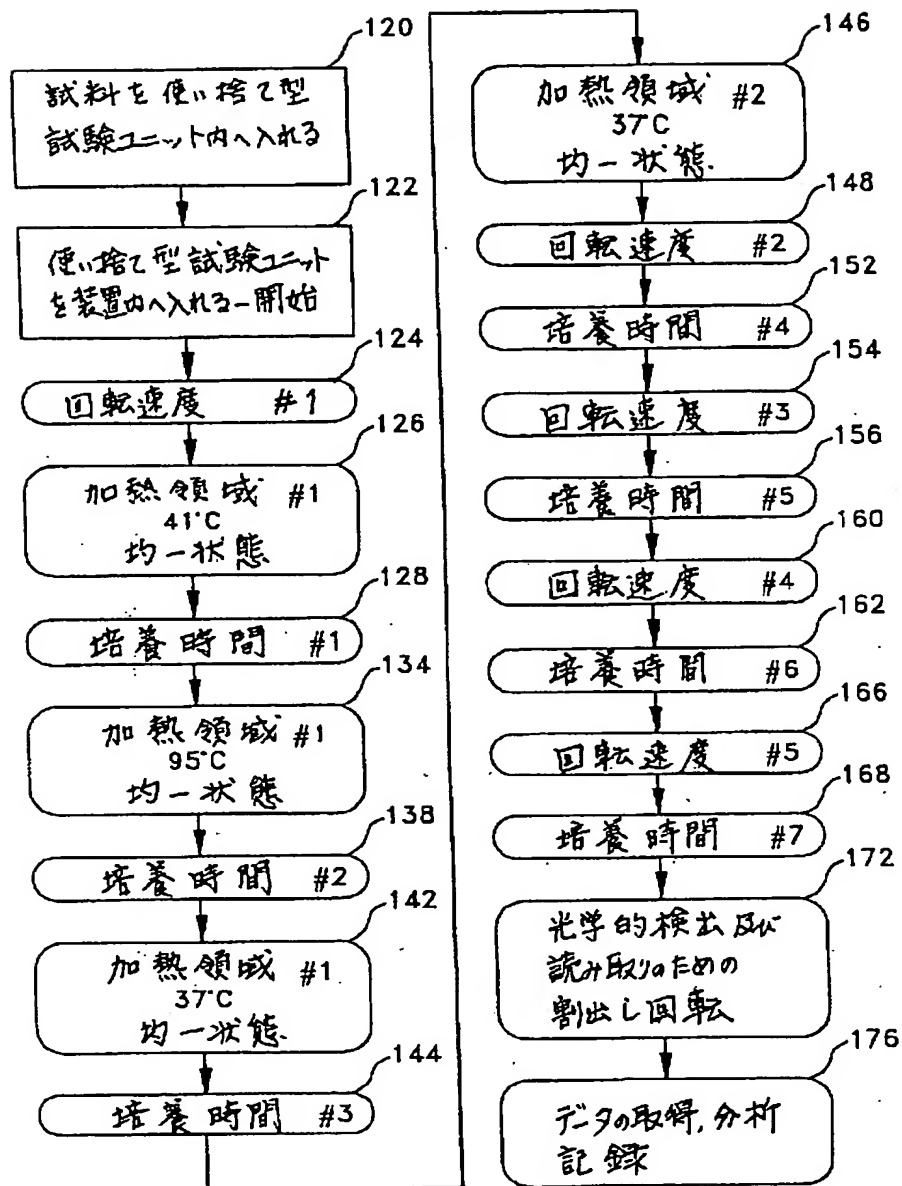 120
試料を使い捨て型
試験ユニット内へ入れる
122
使い捨て型試験ユニット
を装置内へ入れる－開始
124
回転速度 #1
126
加熱領域 #1
41°C
均一状態
128
培養時間 #1
134
加熱領域 #1
95°C
均一状態
138
培養時間 #2
142
加熱領域 #1
37°C
均一状態
144
培養時間 #3
146
加熱領域 #2
37°C
均一状態
148
回転速度 #2
152
培養時間 #4
154
回転速度 #3
156
培養時間 #5
160
回転速度 #4
162
培養時間 #6
166
回転速度 #5
168
培養時間 #7
172
光学的検出及び
読み取りのための
割出し回転
176
データの取得,分析
記録